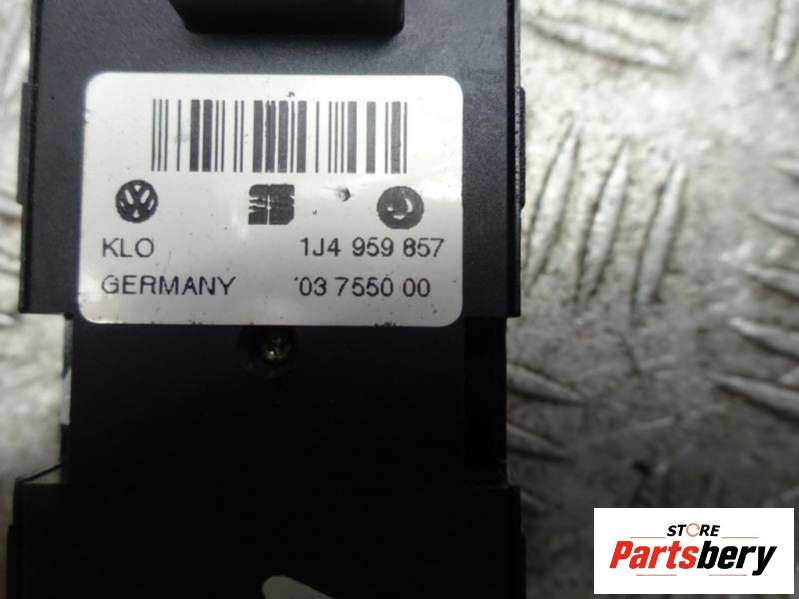 KLO 1J4 959 857
GERMANY 03 7550 00
STORE
Partsbery